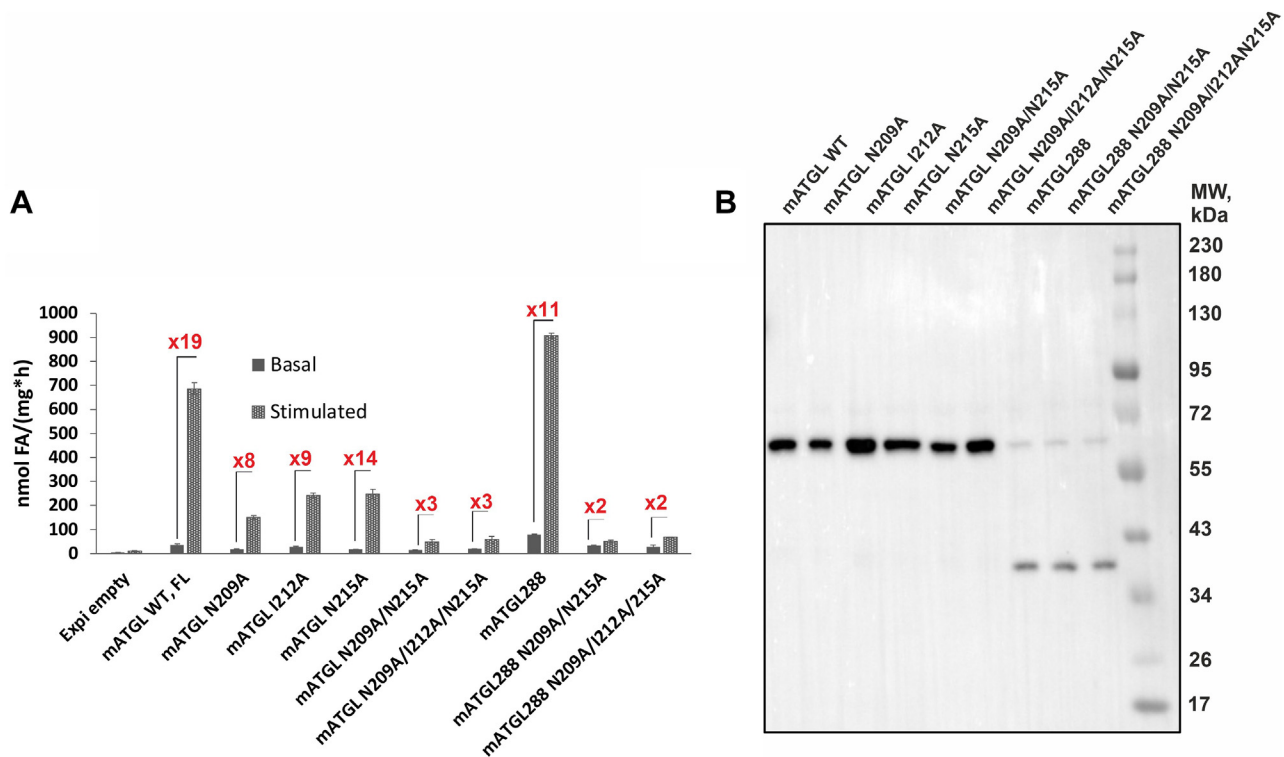 A
nmol FA/(mg*h)
1000
900
800
700
600
500
400
300
200
100
0
x19
x8
x9
x14
x3
x3
x11
x2
x2
Basal
Stimulated
Expi empty
mATGL WT, FL
mATGL N209A
mATGL I212A
mATGL N215A
mATGL N209A/N215A
mATGL N209A/I212A/N215A
mATGL288
mATGL288 N209A/N215A
mATGL288 N209A/I212A/215A
B
mATGL WT
mATGL N209A
mATGL I212A
mATGL N215A
mATGL N209A/N215A
mATGL N209A/I212A/N215A
mATGL288
mATGL288 N209A/N215A
mATGL288 N209A/I212AN215A
MW,
kDa
230
180
130
95
72
55
43
34
26
17